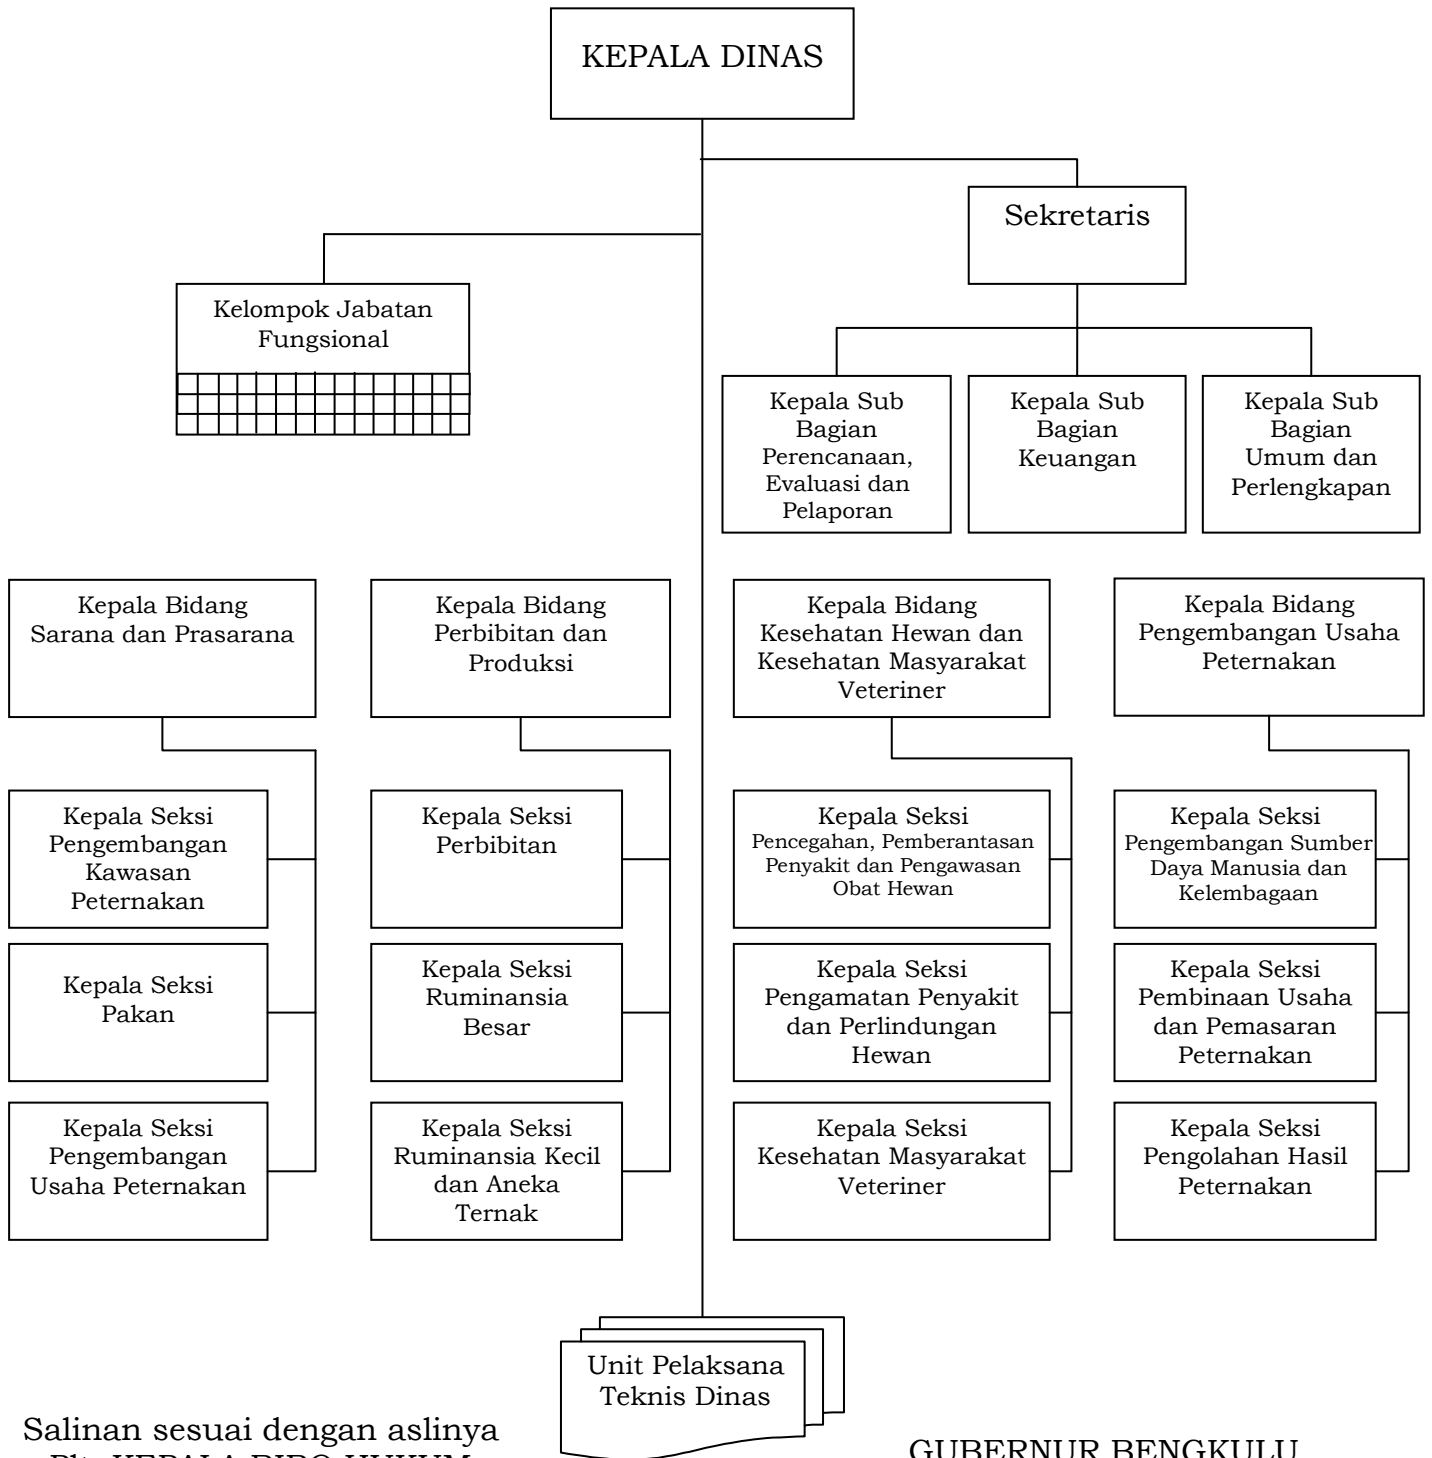 KEPALA DINAS
Sekretaris
Kelompok Jabatan
Fungsional
Kepala Sub
Bagian
Perencanaan,
Evaluasi dan
Pelaporan
Kepala Sub
Bagian
Keuangan
Kepala Sub
Bagian
Umum dan
Perlengkapan
Kepala Bidang
Sarana dan Prasarana
Kepala Bidang
Perbibitan dan
Produksi
Kepala Bidang
Kesehatan Hewan dan
Kesehatan Masyarakat
Veteriner
Kepala Bidang
Pengembangan Usaha
Peternakan
Kepala Seksi
Pengembangan
Kawasan
Peternakan
Kepala Seksi
Perbibitan
Kepala Seksi
Pencegahan, Pemberantasan
Penyakit dan Pengawasan
Obat Hewan
Kepala Seksi
Pengembangan Sumber
Daya Manusia dan
Kelembagaan
Kepala Seksi
Pakan
Kepala Seksi
Ruminansia
Besar
Kepala Seksi
Pengamatan Penyakit
dan Perlindungan
Hewan
Kepala Seksi
Pembinaan Usaha
dan Pemasaran
Peternakan
Kepala Seksi
Pengembangan
Usaha Peternakan
Kepala Seksi
Ruminansia Kecil
dan Aneka
Ternak
Kepala Seksi
Kesehatan Masyarakat
Veteriner
Kepala Seksi
Pengolahan Hasil
Peternakan
Unit Pelaksana
Teknis Dinas
Salinan sesuai dengan aslinya
Plt. KEPALA BIRO HUKUM
GUBERNUR BENGKULU